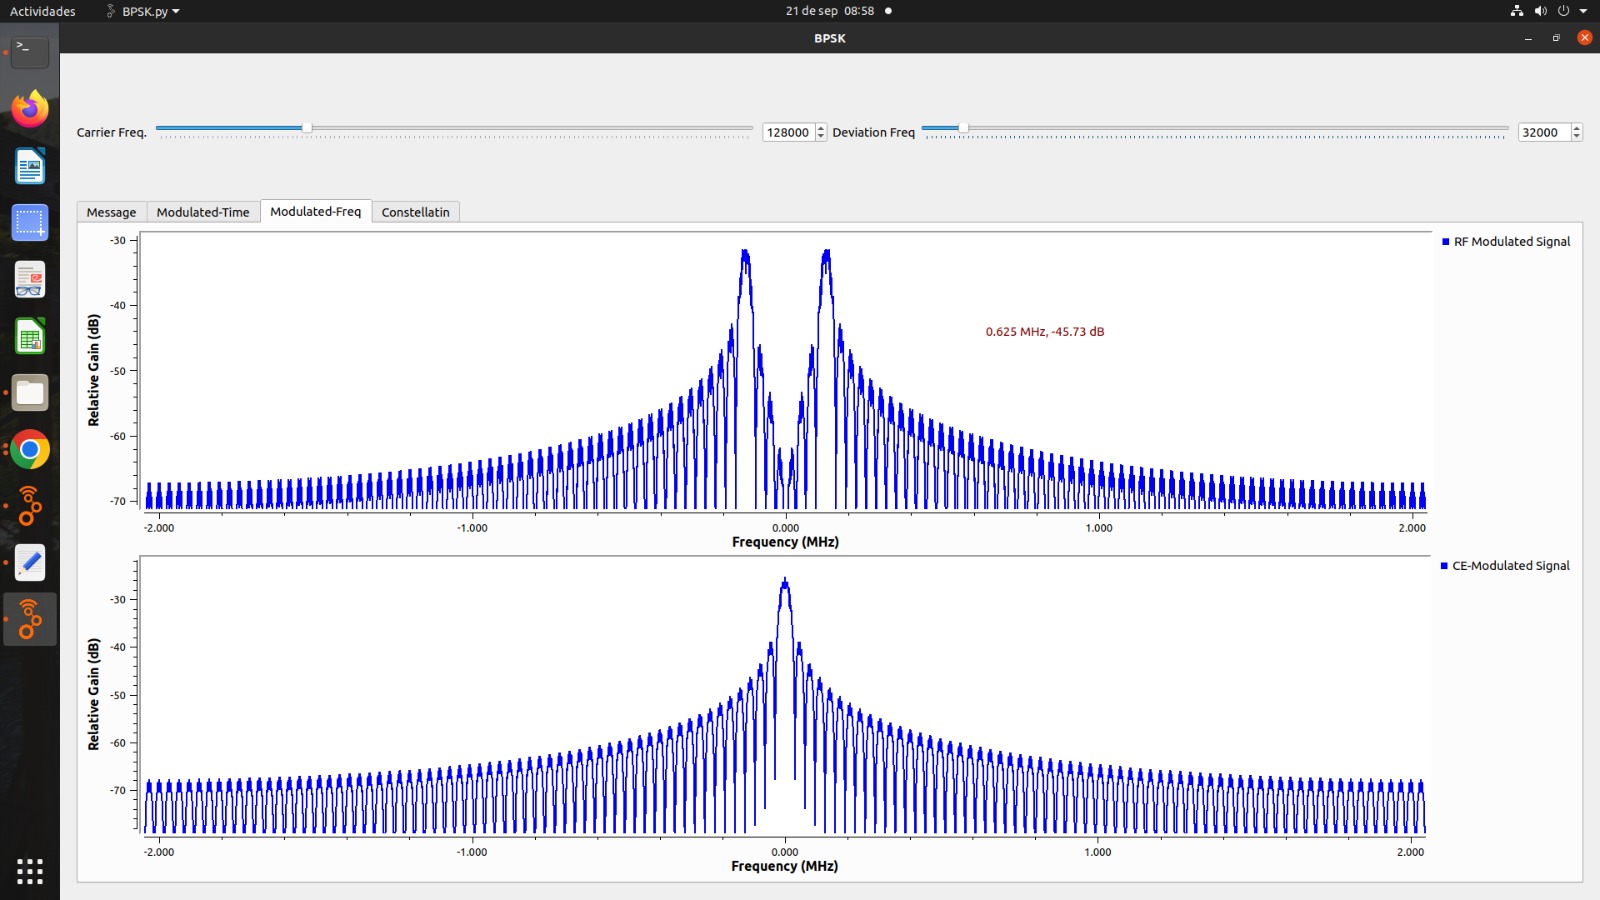 Actividades BPSK.py 21 de sep 08:58
BPSK
Carrier Freq. 128000 Deviation Freq 32000
Message Modulated-Time Modulated-Freq Constellatin
RF Modulated Signal
Relative Gain (dB)
-30
-40
-50
-60
-70
0.625 MHz, -45.73 dB
-2.000 -1.000 0.000 1.000 2.000
Frequency (MHz)
CE-Modulated Signal
Relative Gain (dB)
-30
-40
-50
-60
-70
-2.000 -1.000 0.000 1.000 2.000
Frequency (MHz)